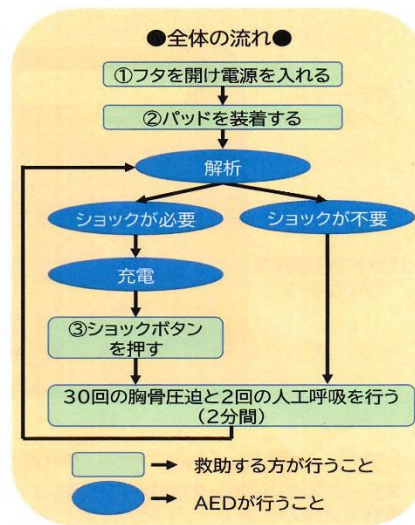 ●全体の流れ●
①フタを開け電源を入れる
②パッドを装着する
解析
ショックが必要
ショックが不要
充電
③ショックボタン
を押す
30回の胸骨圧迫と2回の人工呼吸を行う
(2分間)
救助する方が行うこと
AEDが行うこと